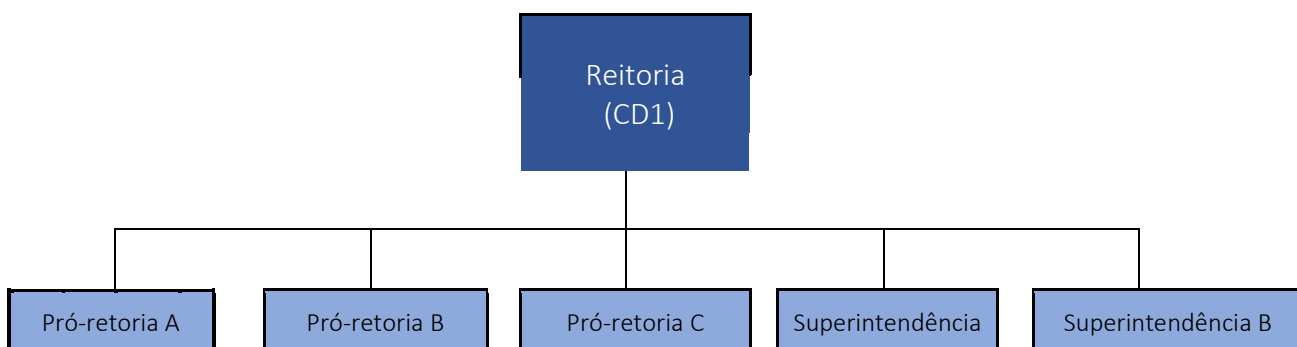 Reitoria
(CD1)
Pró-retoria A
Pró-retoria B
Pró-retoria C
Superintendência
Superintendência B